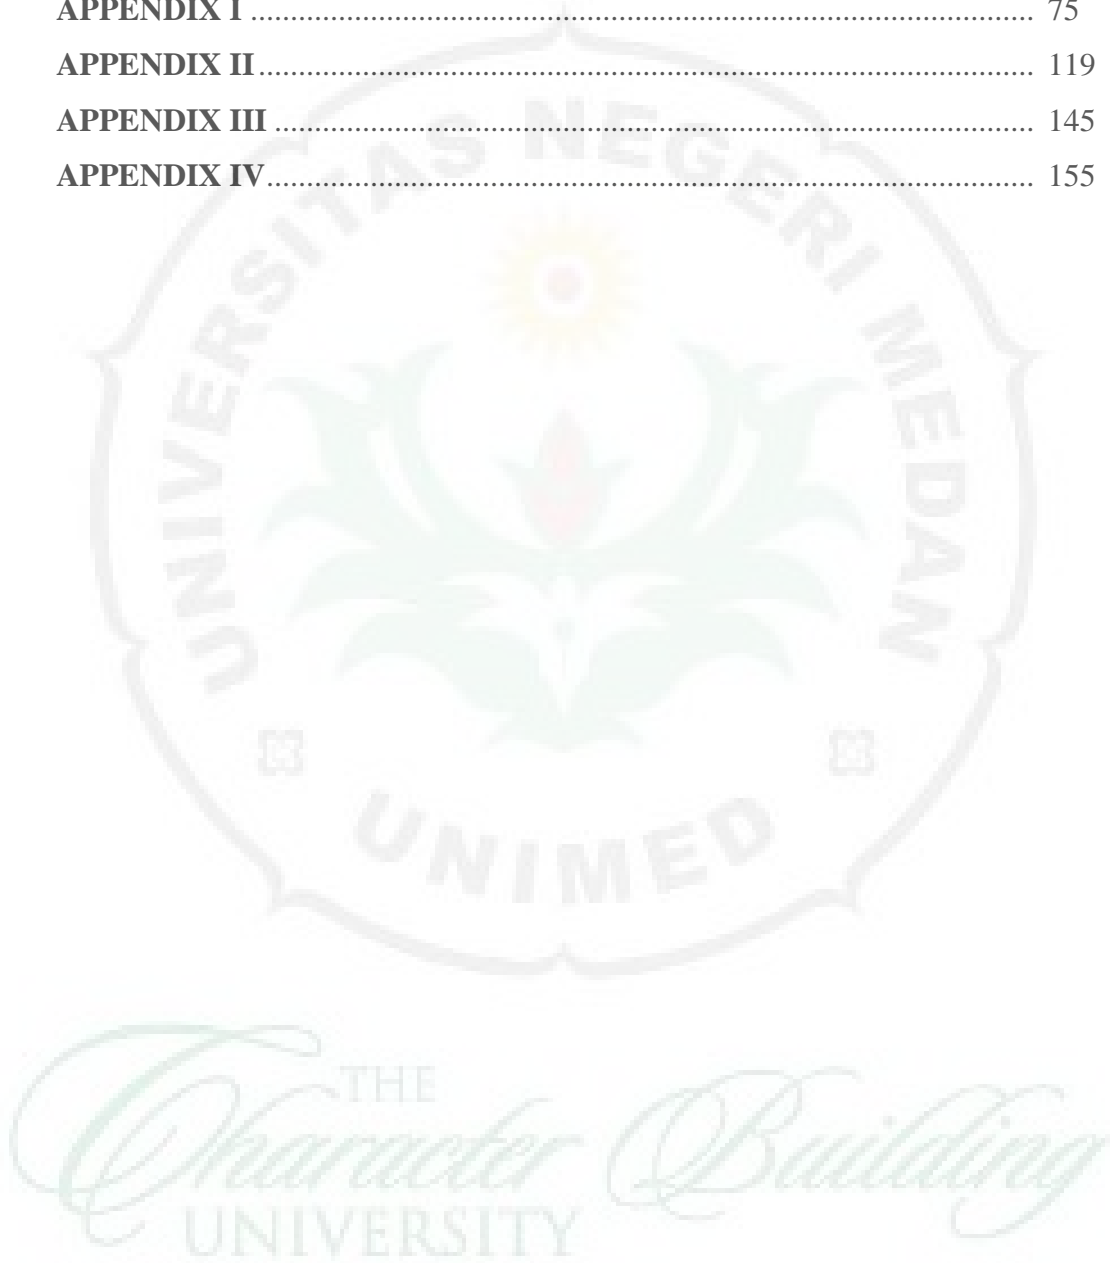 APPENDIX I ........................................................................................ 75
APPENDIX II ...................................................................................... 119
APPENDIX III ..................................................................................... 145
APPENDIX IV ...................................................................................... 155
UNIVERSITAS NEGERI MEDAN
UNIMED
THE
Character Building
UNIVERSITY